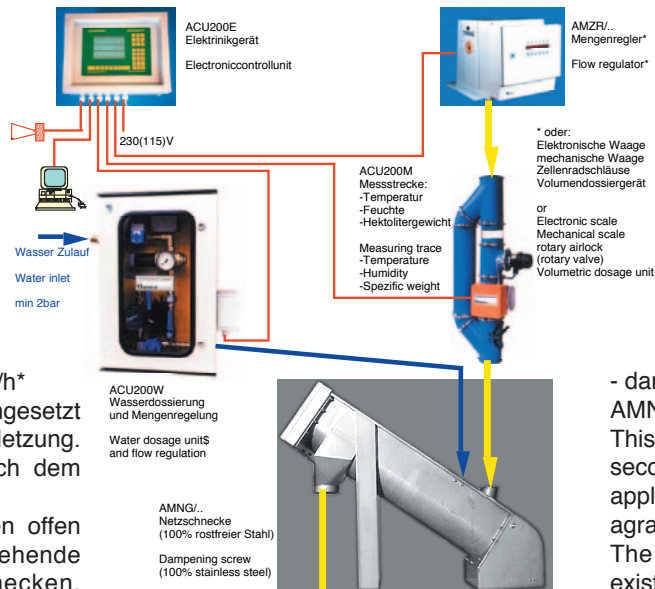 ACU200E
Elektrinikgerät
Electroniccontrollunit
AMZR/..
Mengenregler*
Flow regulator*
230(115)V
* oder:
Elektronische Waage
mechanische Waage
Zellenradschläuse
Volumendossiergerät
or
Electronic scale
Mechanical scale
rotary airlock
(rotary valve)
Volumetric dosage unit
ACU200M
Messstrecke:
-Temperatur
-Feuchte
-Hektolitergewicht
Measuring trace
-Temperature
-Humidity
-Spezific weight
Wasser Zulauf
Water inlet
min 2bar
ACU200W
Wasserdossierung
und Mengenregelung
Water dosage unit$
and flow regulation
AMNG/..
Netzschnecke
(100% rostfreier Stahl)
Dampening screw
(100% stainless steel)
/h*
ngesetzt
Netzung.
ch dem
en offen
ehende
necken.
- dar
AMN
This
seco
appl
agra
The
exis